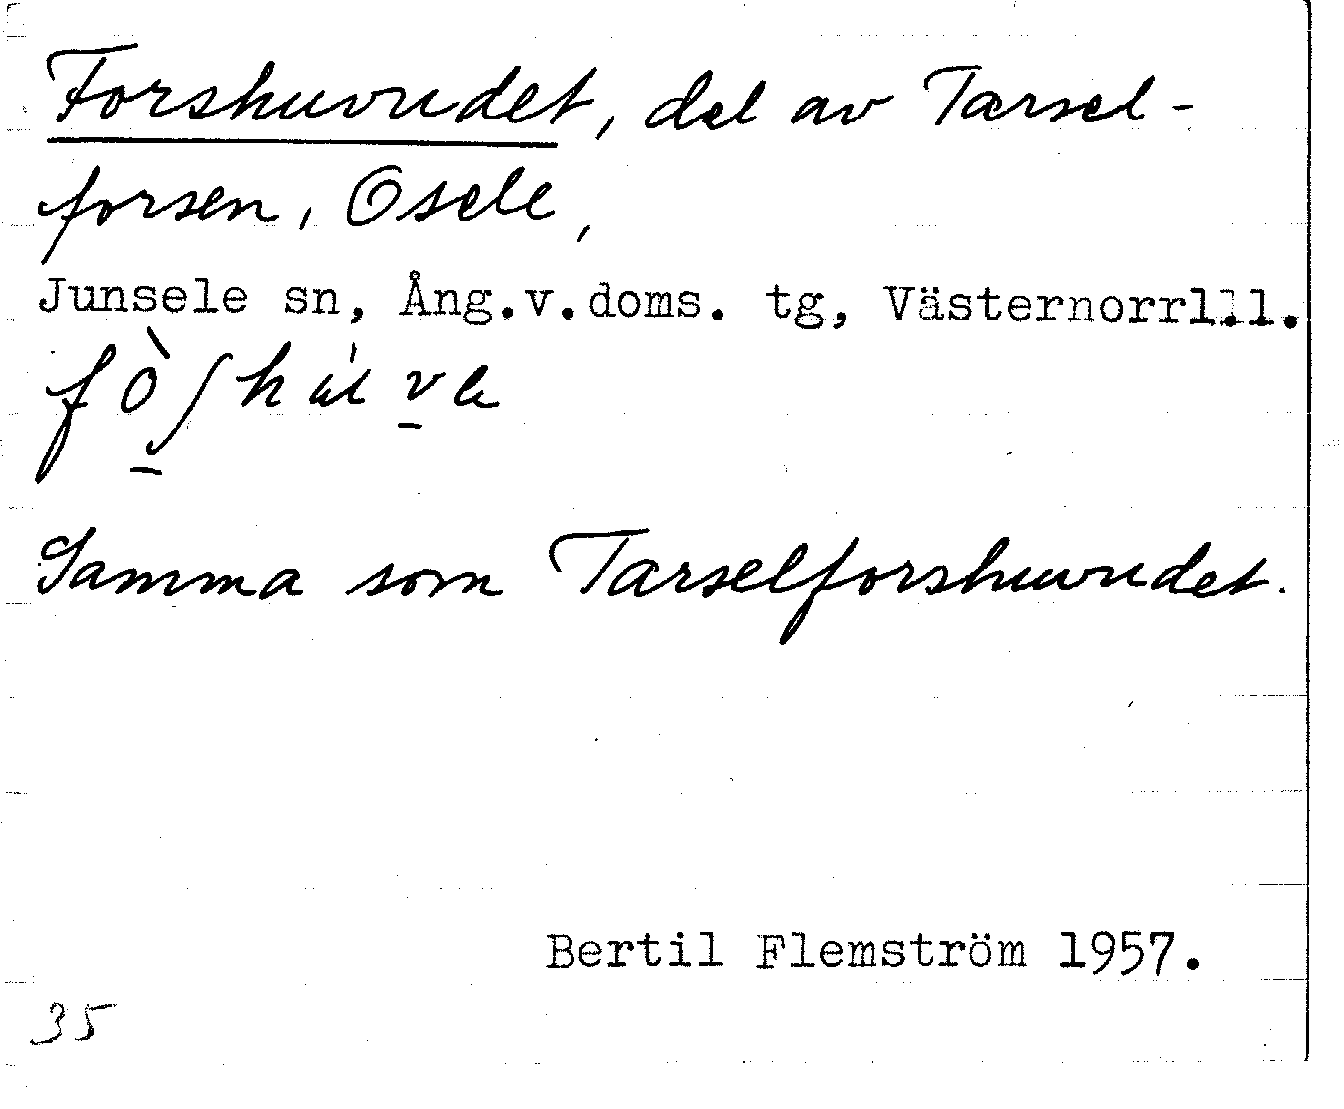 Forshuvudet, del av Tarsel-
forsen, Osele,
Junsele sn, Ång.v.doms. tg, Västernorrl.l.
Samma som Tarselforshuvudet.
Bertil Flemström 1957.
35